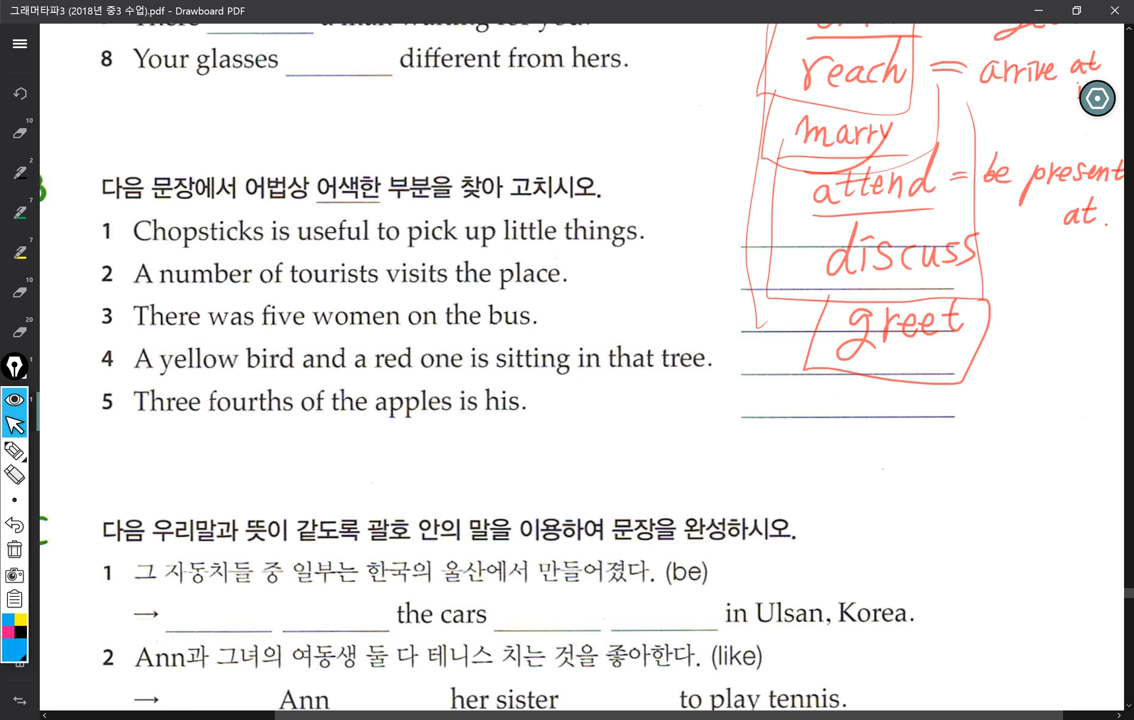 그래머타파3 (2018년 중3 수업).pdf - Drawboard PDF
8 Your glasses ____ different from hers.
reach = arrive at
marry
attend = be present at.
discuss
greet
다음 문장에서 어법상 어색한 부분을 찾아 고치시오.
1 Chopsticks is useful to pick up little things.
2 A number of tourists visits the place.
3 There was five women on the bus.
4 A yellow bird and a red one is sitting in that tree.
5 Three fourths of the apples is his.
다음 우리말과 뜻이 같도록 괄호 안의 말을 이용하여 문장을 완성하시오.
1 그 자동차들 중 일부는 한국의 울산에서 만들어졌다. (be)
→ ____ ____ the cars ____ ____ in Ulsan, Korea.
2 Ann과 그녀의 여동생 둘 다 테니스 치는 것을 좋아한다. (like)
→ Ann her sister to play tennis.